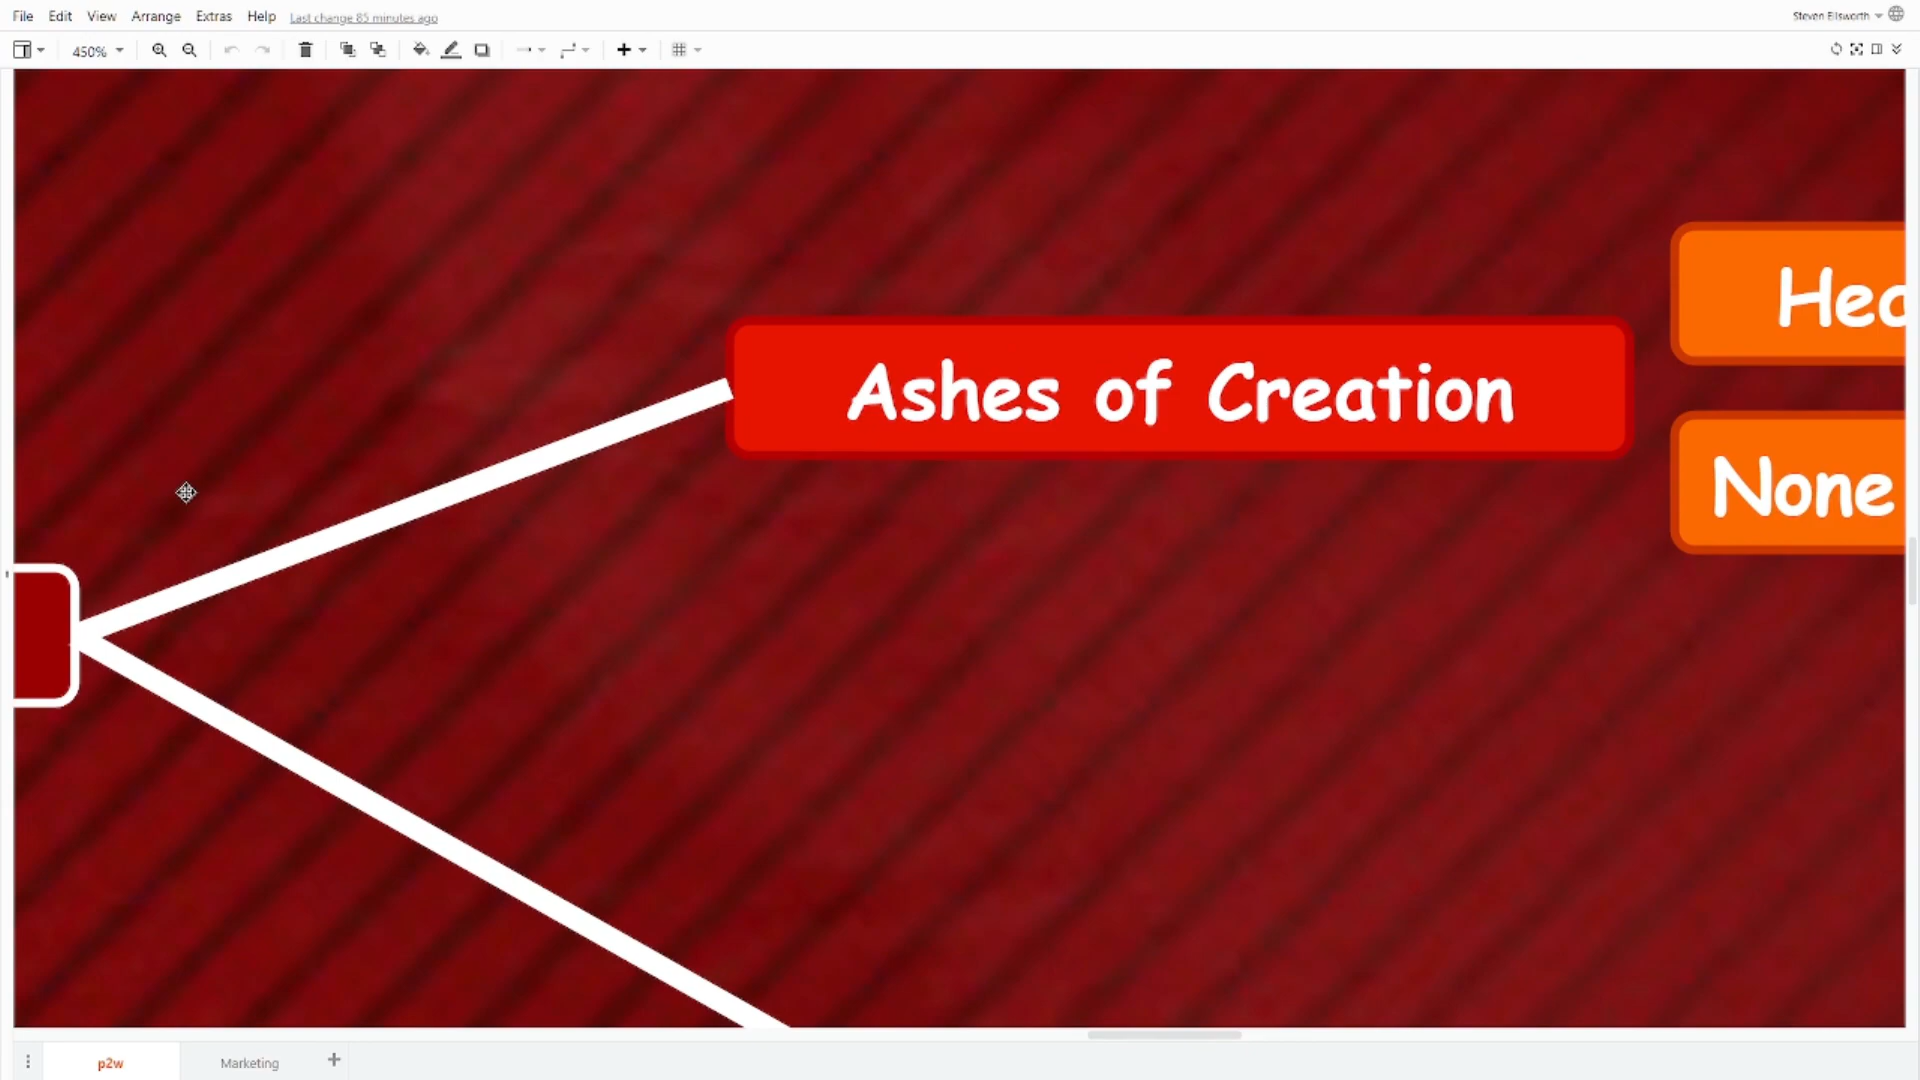 File Edit View Arrange Extras Help Last change 85 minutes ago
Steven Ellsworth
450%
Ashes of Creation
None
p2w Marketing